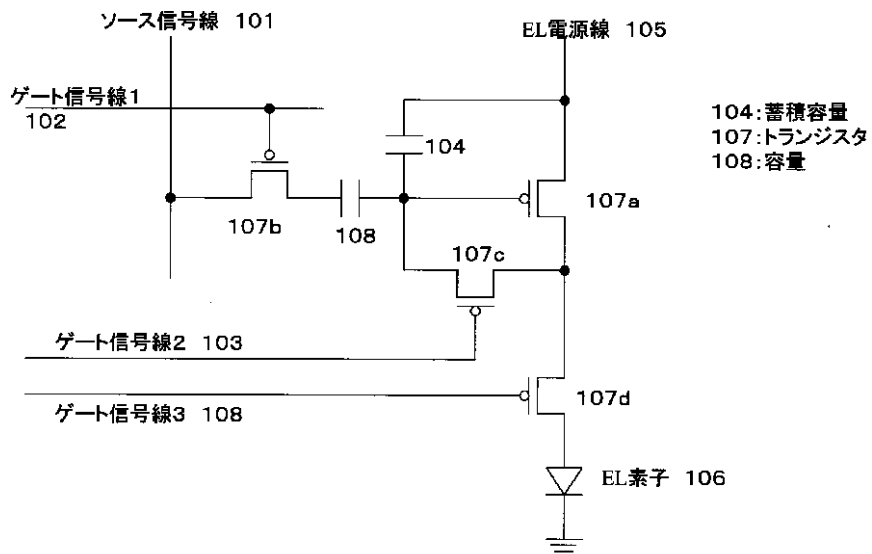 ソース信号線 101
EL電源線 105
ゲート信号線1
102
104:蓄積容量
107:トランジスタ
108:容量
104
107a
107b
108
107c
ゲート信号線2 103
ゲート信号線3 108
107d
EL素子 106